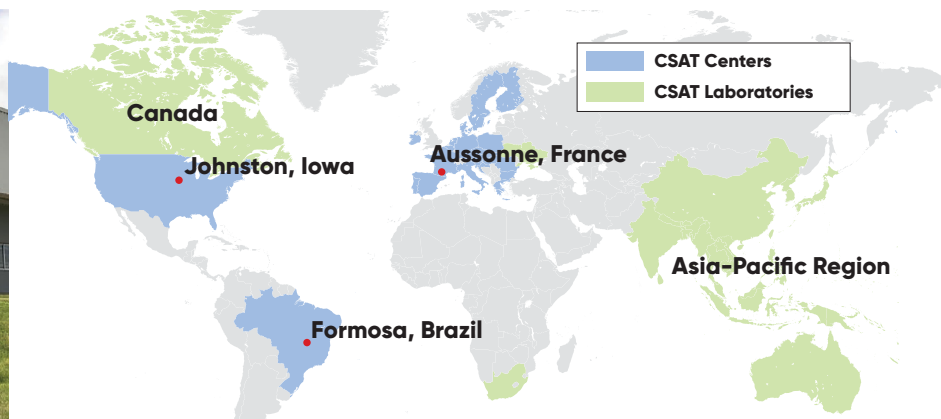 CSAT Centers
CSAT Laboratories
Canada
Johnston, Iowa
Aussonne, France
Asia-Pacific Region
Formosa, Brazil